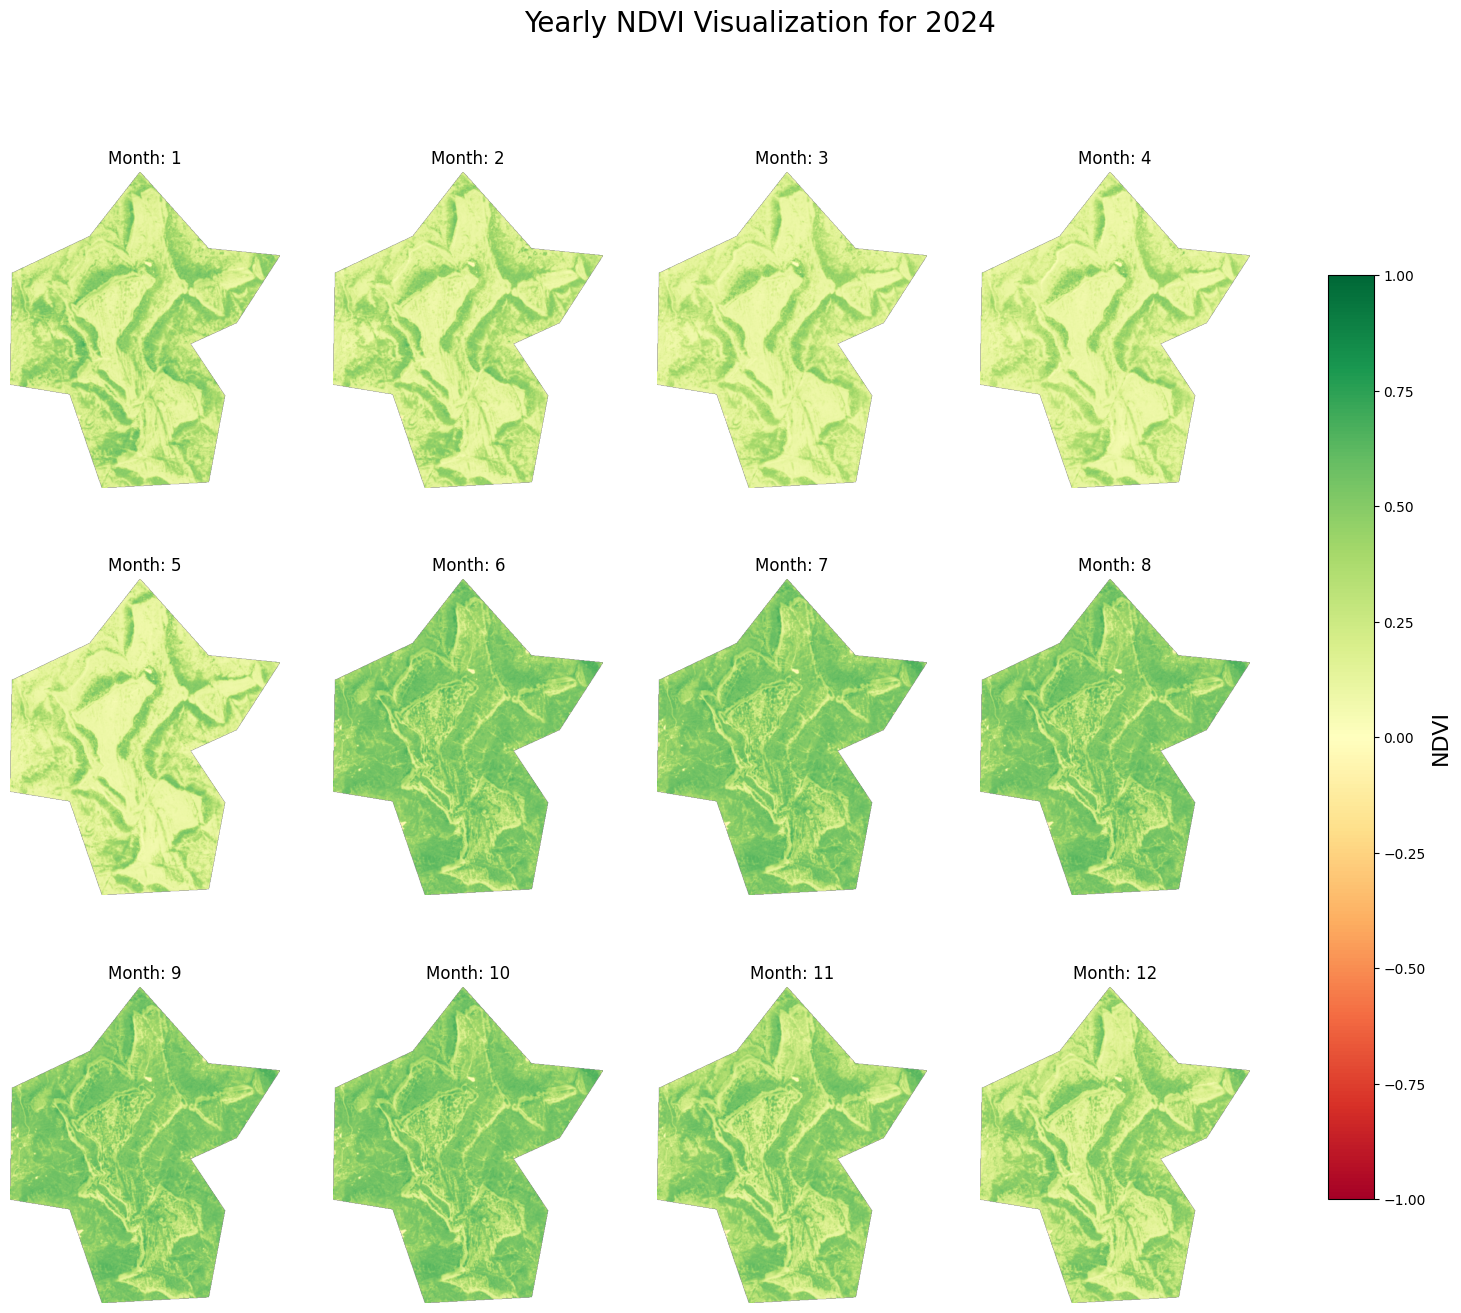 Yearly NDVI Visualization for 2024
Month: 1
Month: 2
Month: 3
Month: 4
Month: 5
Month: 6
Month: 7
Month: 8
Month: 9
Month: 10
Month: 11
Month: 12
1.00
0.75
0.50
0.25
0.00
−0.25
−0.50
−0.75
−1.00
NDVI